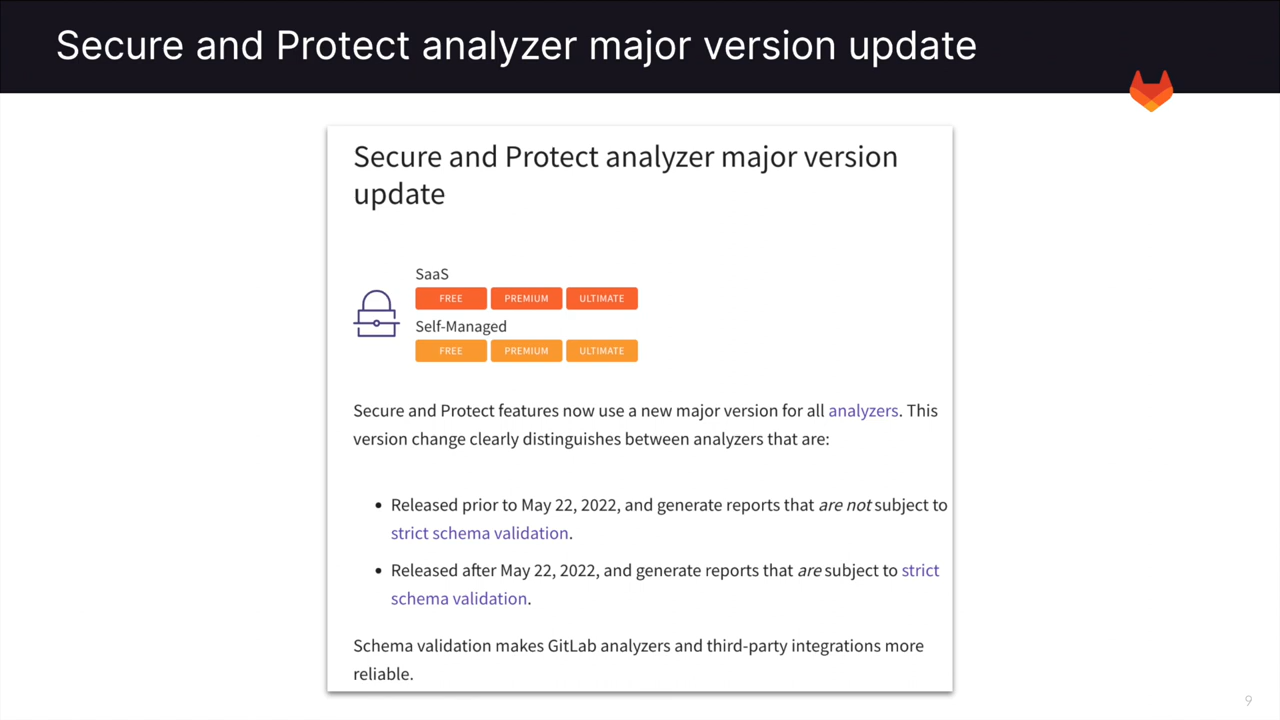 Secure and Protect analyzer major version update
Secure and Protect analyzer major version
update
SaaS
FREE PREMIUM ULTIMATE
Self-Managed
FREE PREMIUM ULTIMATE
Secure and Protect features now use a new major version for all analyzers. This
version change clearly distinguishes between analyzers that are:
• Released prior to May 22, 2022, and generate reports that are not subject to
strict schema validation.
• Released after May 22, 2022, and generate reports that are subject to strict
schema validation.
Schema validation makes GitLab analyzers and third-party integrations more
reliable.
9